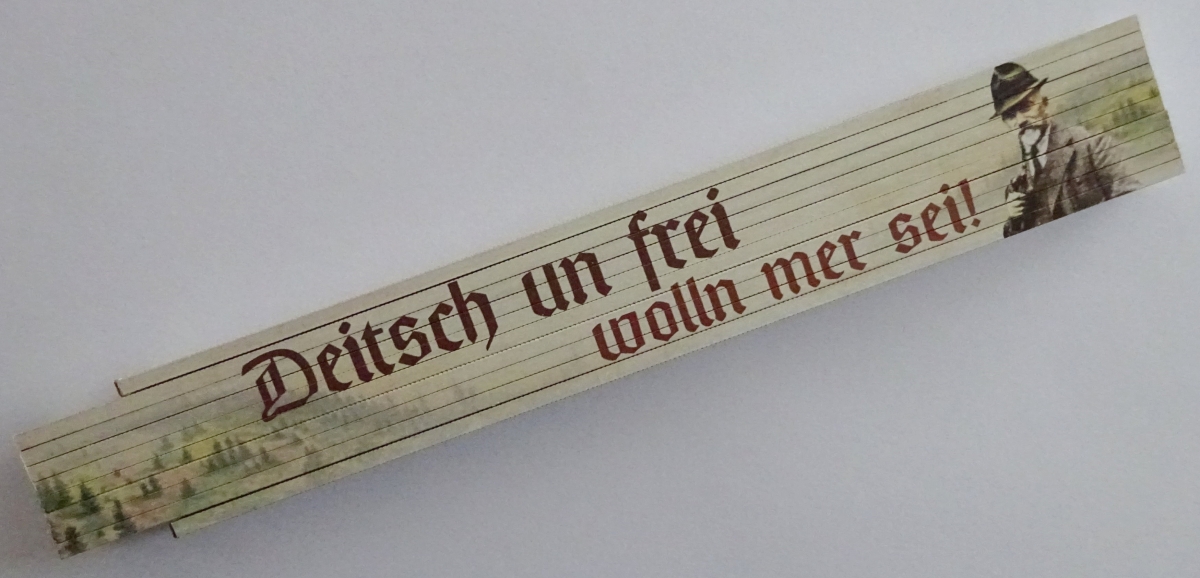 Deitsch un frei
wolln mer sei!